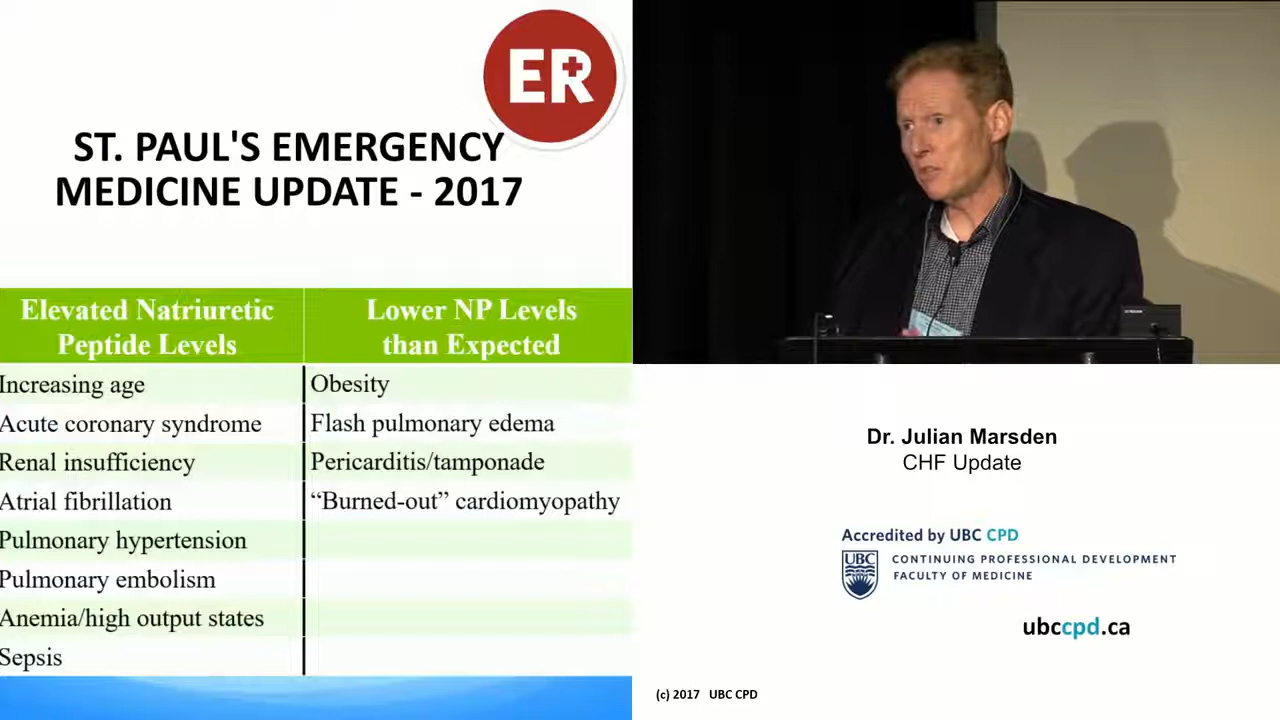 ER
ST. PAUL'S EMERGENCY
MEDICINE UPDATE - 2017
Elevated Natriuretic
Peptide Levels
Lower NP Levels
than Expected
Increasing age
Obesity
Acute coronary syndrome
Flash pulmonary edema
Renal insufficiency
Pericarditis/tamponade
Atrial fibrillation
“Burned-out” cardiomyopathy
Pulmonary hypertension
Pulmonary embolism
Anemia/high output states
Sepsis
Dr. Julian Marsden
CHF Update
Accredited by UBC CPD
UBC
CONTINUING PROFESSIONAL DEVELOPMENT
FACULTY OF MEDICINE
ubccpd.ca
(c) 2017 UBC CPD